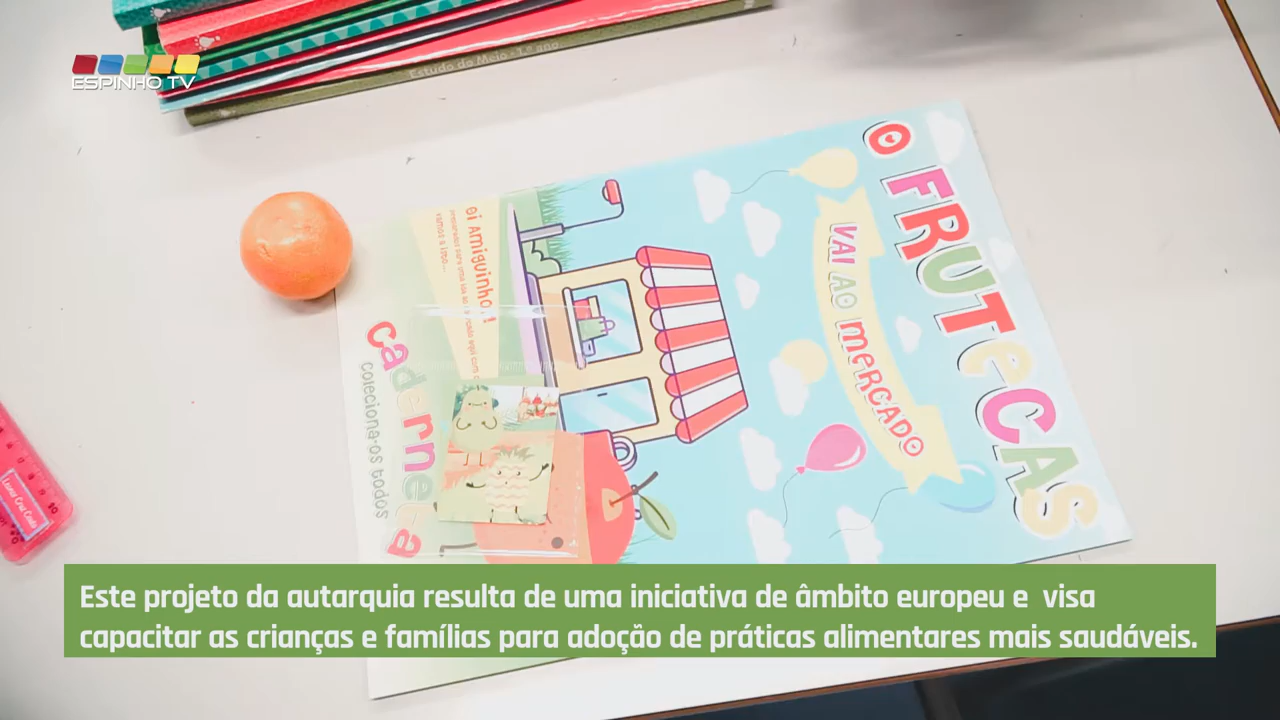 ESPINHO TV
Estudo do Meio · 1.º ano
O FRUTECAS
VAI AO MERCADO
Oi Amiguinho,!
vamos a isto...
caderneta
coleciona-os todos
Este projeto da autarquia resulta de uma iniciativa de âmbito europeu e visa
capacitar as crianças e famílias para adoção de práticas alimentares mais saudáveis.